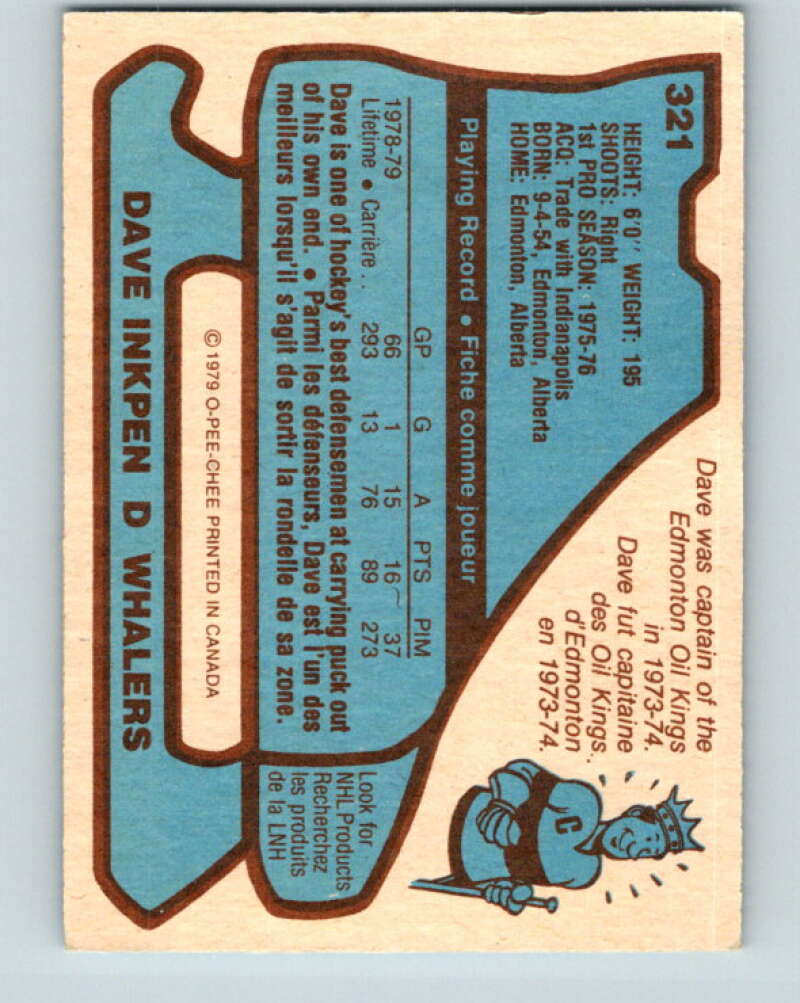 321
HEIGHT: 6'0'' WEIGHT: 195
SHOOTS: Right
1st PRO SEASON: 1975-76
ACQ: Trade with Indianapolis
BORN: 9-4-54, Edmonton, Alberta
HOME: Edmonton, Alberta
Dave was captain of the
Edmonton Oil Kings
in 1973-74.
Dave fut capitaine
des Oil Kings
d'Edmonton
en 1973-74.
C
Playing Record • Fiche comme joueur
GP G A PTS PIM
1978-79 66 1 15 16 37
Lifetime • Carrière . . 293 13 76 89 273
Dave is one of hockey's best defensemen at carrying puck out
of his own end. • Parmi les défenseurs, Dave est l'un des
meilleurs lorsqu'il s'agit de sortir la rondelle de sa zone.
Look for
NHL Products
Recherchez
les produits
de la LNH
© 1979 O-PEE-CHEE PRINTED IN CANADA
DAVE INKPEN D WHALERS